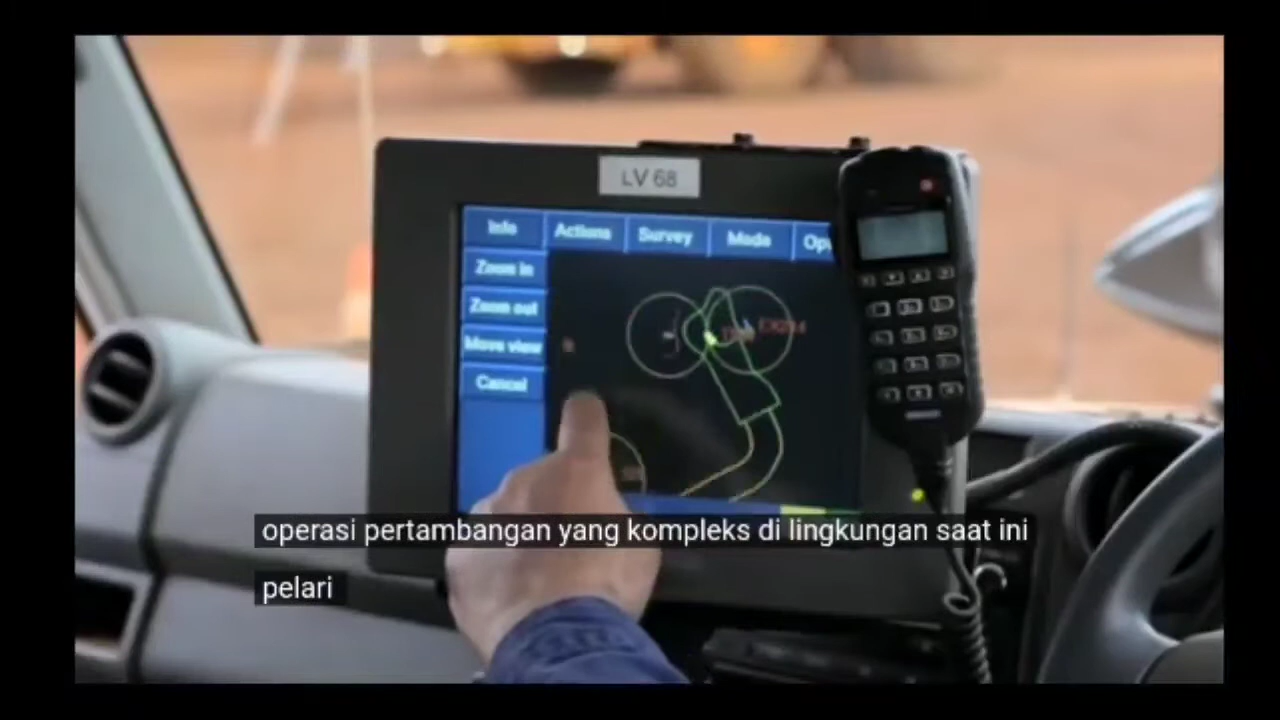 LV 68
Info Actions Survey Mode Op
Zoom in
Zoom out
Move view
Cancel
operasi pertambangan yang kompleks di lingkungan saat ini
pelari